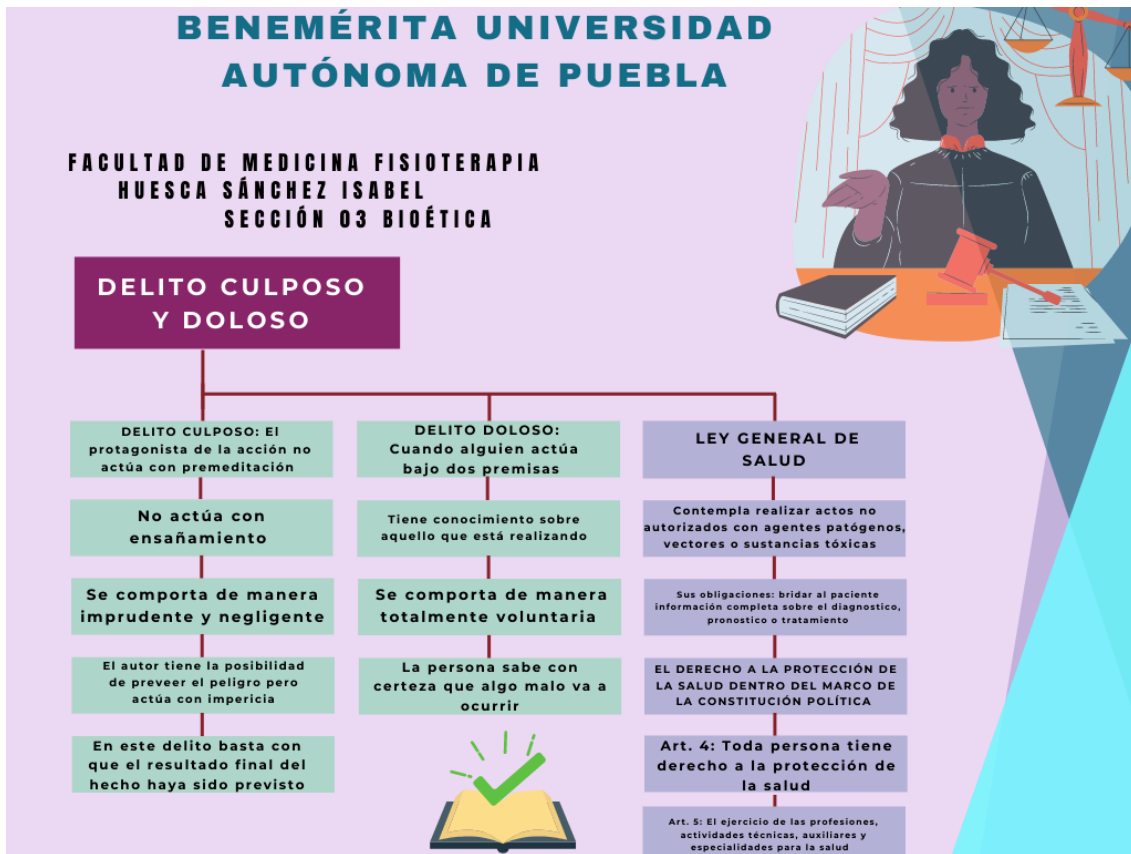 BENEMÉRITA UNIVERSIDAD
AUTÓNOMA DE PUEBLA
FACULTAD DE MEDICINA FISIOTERAPIA
HUESCA SÁNCHEZ ISABEL
SECCIÓN 03 BIOÉTICA
DELITO CULPOSO
Y DOLOSO
DELITO CULPOSO: El
protagonista de la acción no
actúa con premeditación
No actúa con
ensañamiento
Se comporta de manera
imprudente y negligente
El autor tiene la posibilidad
de preveer el peligro pero
actúa con impericia
En este delito basta con
que el resultado final del
hecho haya sido previsto
DELITO DOLOSO:
Cuando alguien actúa
bajo dos premisas
Tiene conocimiento sobre
aquello que está realizando
Se comporta de manera
totalmente voluntaria
La persona sabe con
certeza que algo malo va a
ocurrir
LEY GENERAL DE
SALUD
Contempla realizar actos no
autorizados con agentes patógenos,
vectores o sustancias tóxicas
Sus obligaciones: bridar al paciente
información completa sobre el diagnostico,
pronostico o tratamiento
EL DERECHO A LA PROTECCIÓN DE
LA SALUD DENTRO DEL MARCO DE
LA CONSTITUCIÓN POLÍTICA
Art. 4: Toda persona tiene
derecho a la protección de
la salud
Art. 5: El ejercicio de las profesiones,
actividades técnicas, auxiliares y
especialidades para la salud